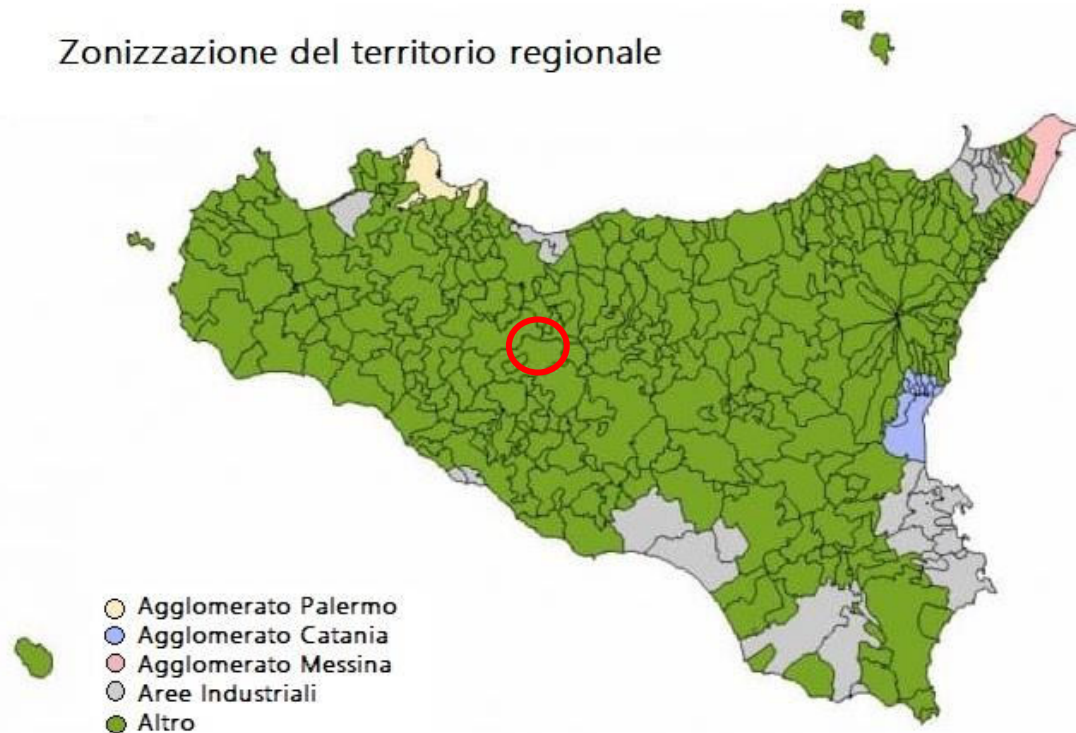 Zonizzazione del territorio regionale
Agglomerato Palermo
Agglomerato Catania
Agglomerato Messina
Aree Industriali
Altro